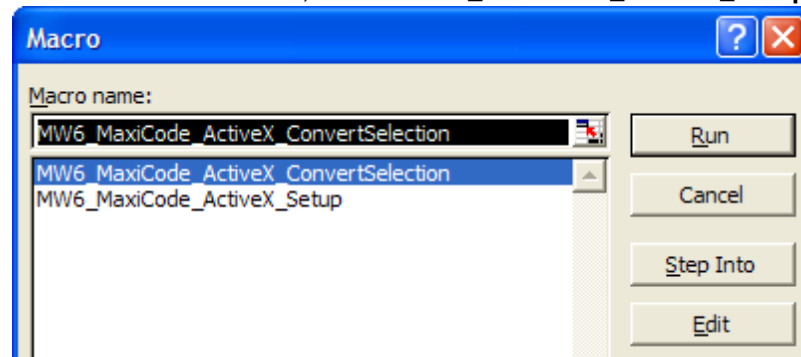 Macro
Macro name:
MW6_MaxiCode_ActiveX_ConvertSelection
Run
MW6_MaxiCode_ActiveX_ConvertSelection
MW6_MaxiCode_ActiveX_Setup
Cancel
Step Into
Edit